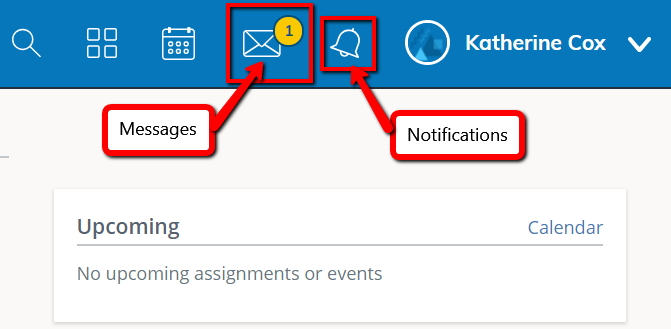 1
Katherine Cox
Messages
Notifications
Upcoming
Calendar
No upcoming assignments or events